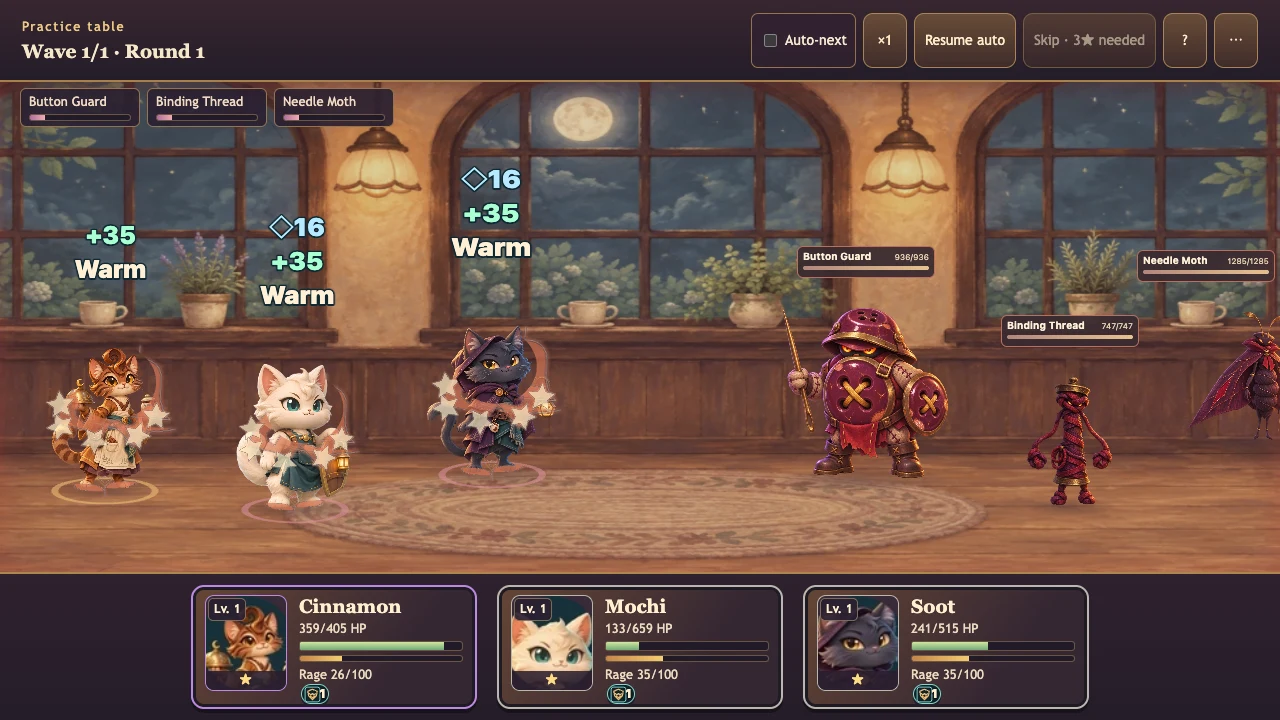 Practice table
Wave 1/1 · Round 1
Auto-next
×1
Resume auto
Skip · 3★ needed
?
···
Button Guard
Binding Thread
Needle Moth
+35
Warm
◇16
+35
Warm
◇16
+35
Warm
Button Guard 936/936
Binding Thread 747/747
Needle Moth 1285/1285
Lv. 1
Cinnamon
359/405 HP
Rage 26/100
1
Lv. 1
Mochi
133/659 HP
Rage 35/100
1
Lv. 1
Soot
241/515 HP
Rage 35/100
1